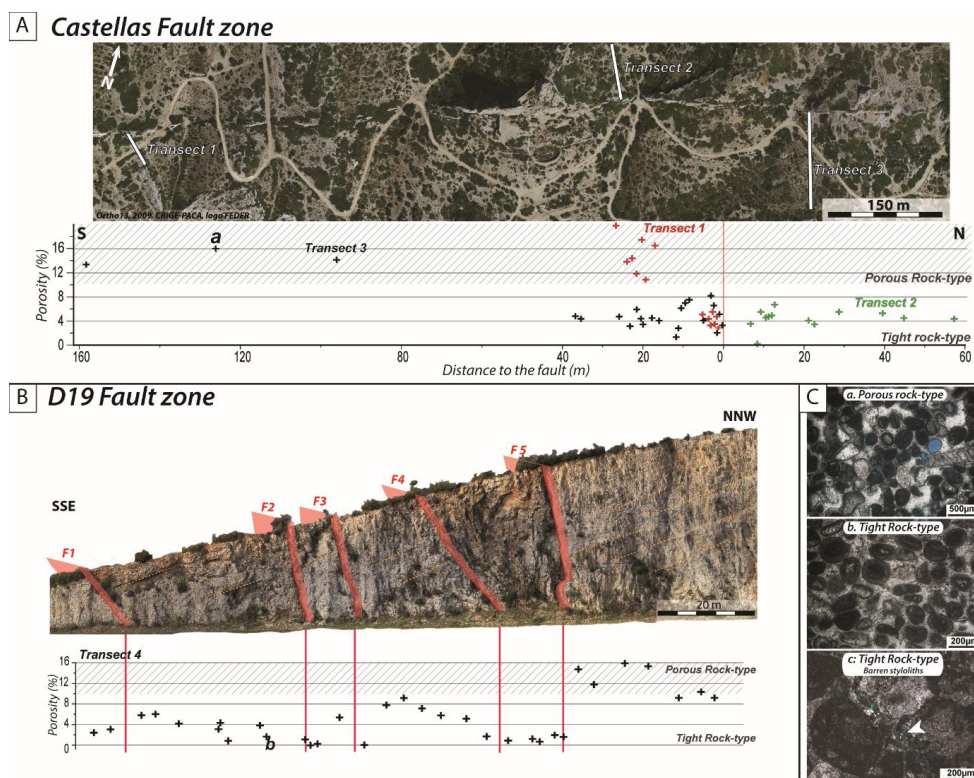 A Castellas Fault zone
N
Transect 1
Transect 2
Transect 3
150 m
Ortho13, 2009, CRIGE-PACA, logo FEDER
S
N
a
Transect 3
Transect 1
Transect 2
Porous Rock-type
Tight rock-type
Porosity (%)
16
12
8
4
0
160 120 80 40 20 0 20 40 60
Distance to the fault (m)
B D19 Fault zone
SSE
NNW
F1
F2
F3
F4
F5
20 m
Transect 4
Porosity (%)
16
12
8
4
0
Porous Rock-type
b
Tight Rock-type
C
a. Porous rock-type
500µm
b. Tight Rock-type
200µm
c: Tight Rock-type
Barren styloliths
200µm